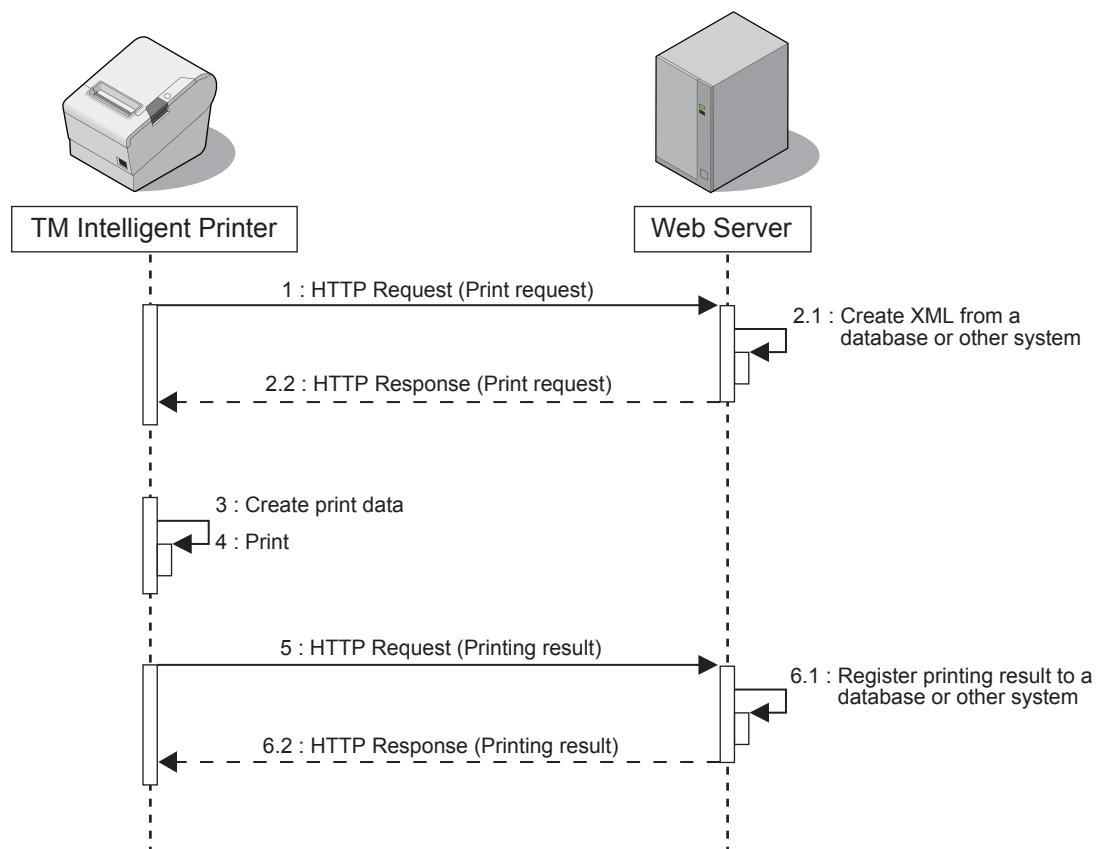 TM Intelligent Printer
Web Server
1 : HTTP Request (Print request)
2.1 : Create XML from a
database or other system
2.2 : HTTP Response (Print request)
3 : Create print data
4 : Print
5 : HTTP Request (Printing result)
6.1 : Register printing result to a
database or other system
6.2 : HTTP Response (Printing result)